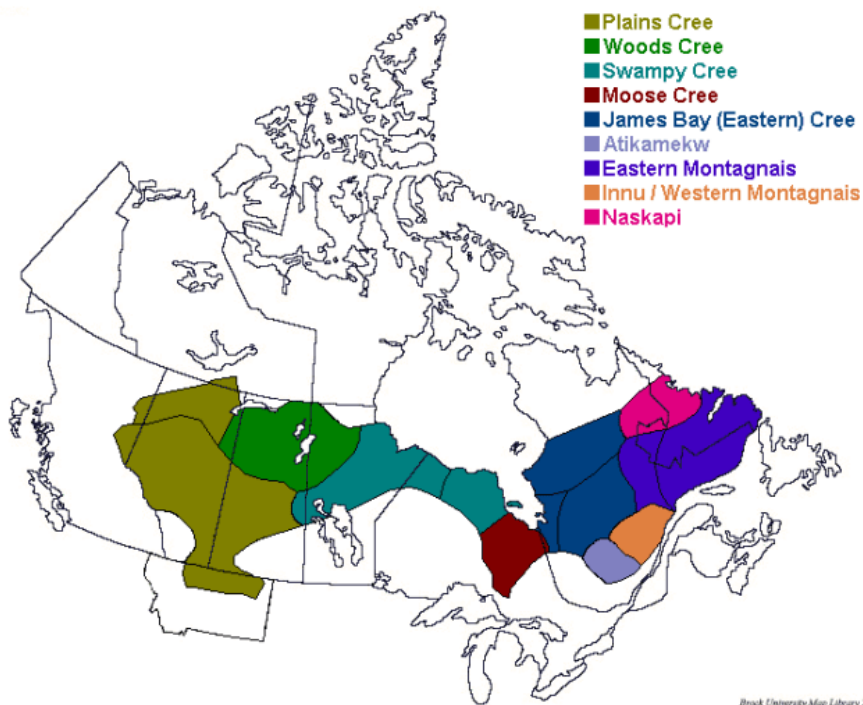 Plains Cree
Woods Cree
Swampy Cree
Moose Cree
James Bay (Eastern) Cree
Atikamekw
Eastern Montagnais
Innu / Western Montagnais
Naskapi
Brock University Map Library